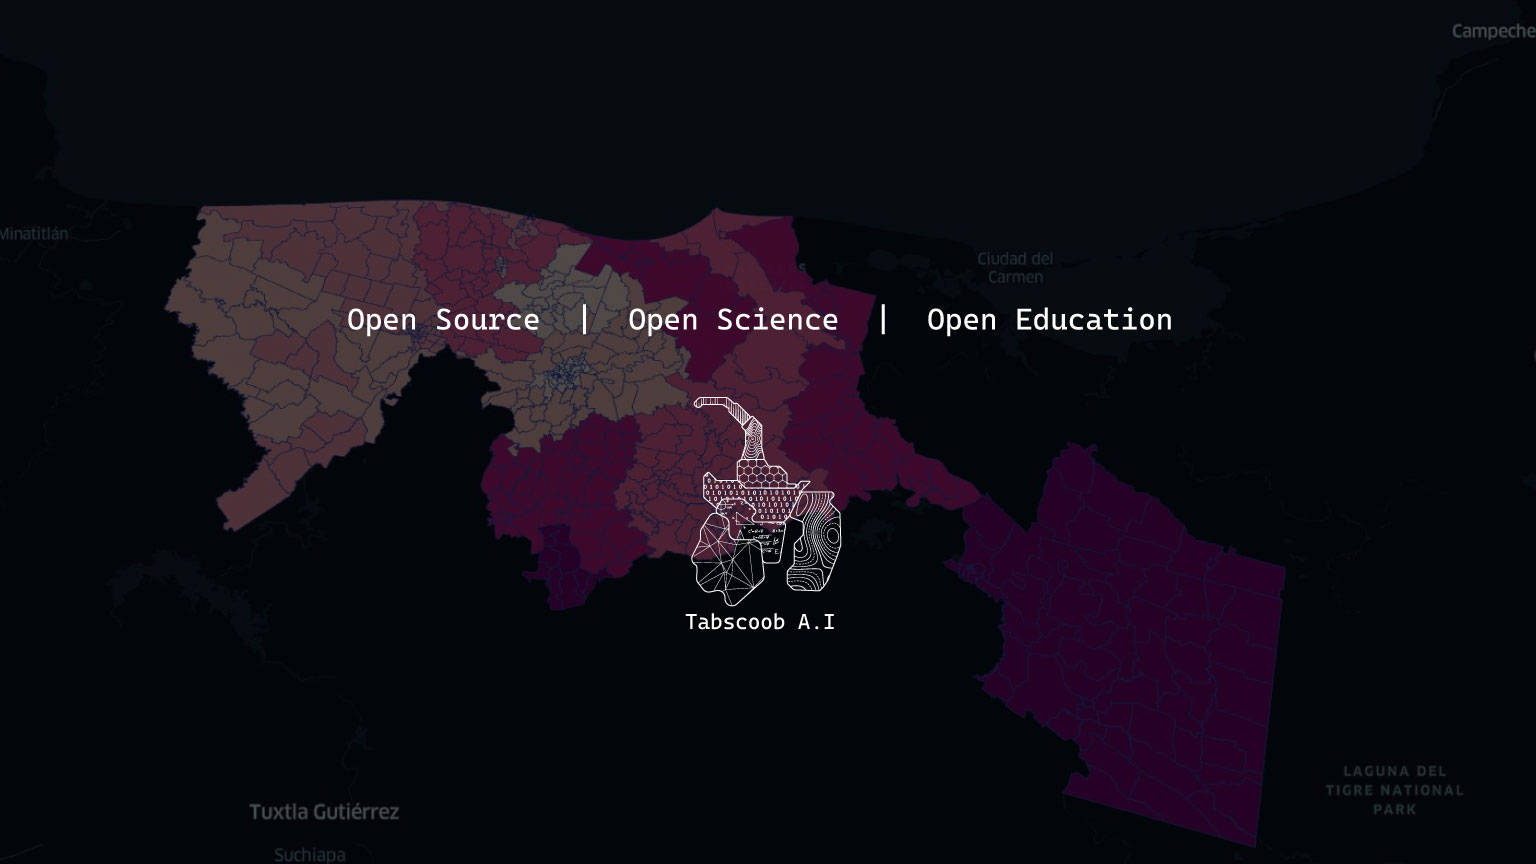 Campeche
Minatitlán
Ciudad del
Carmen
Open Source | Open Science | Open Education
Tabscoob A.I
LAGUNA DEL
TIGRE NATIONAL
PARK
Tuxtla Gutiérrez
Suchiapa